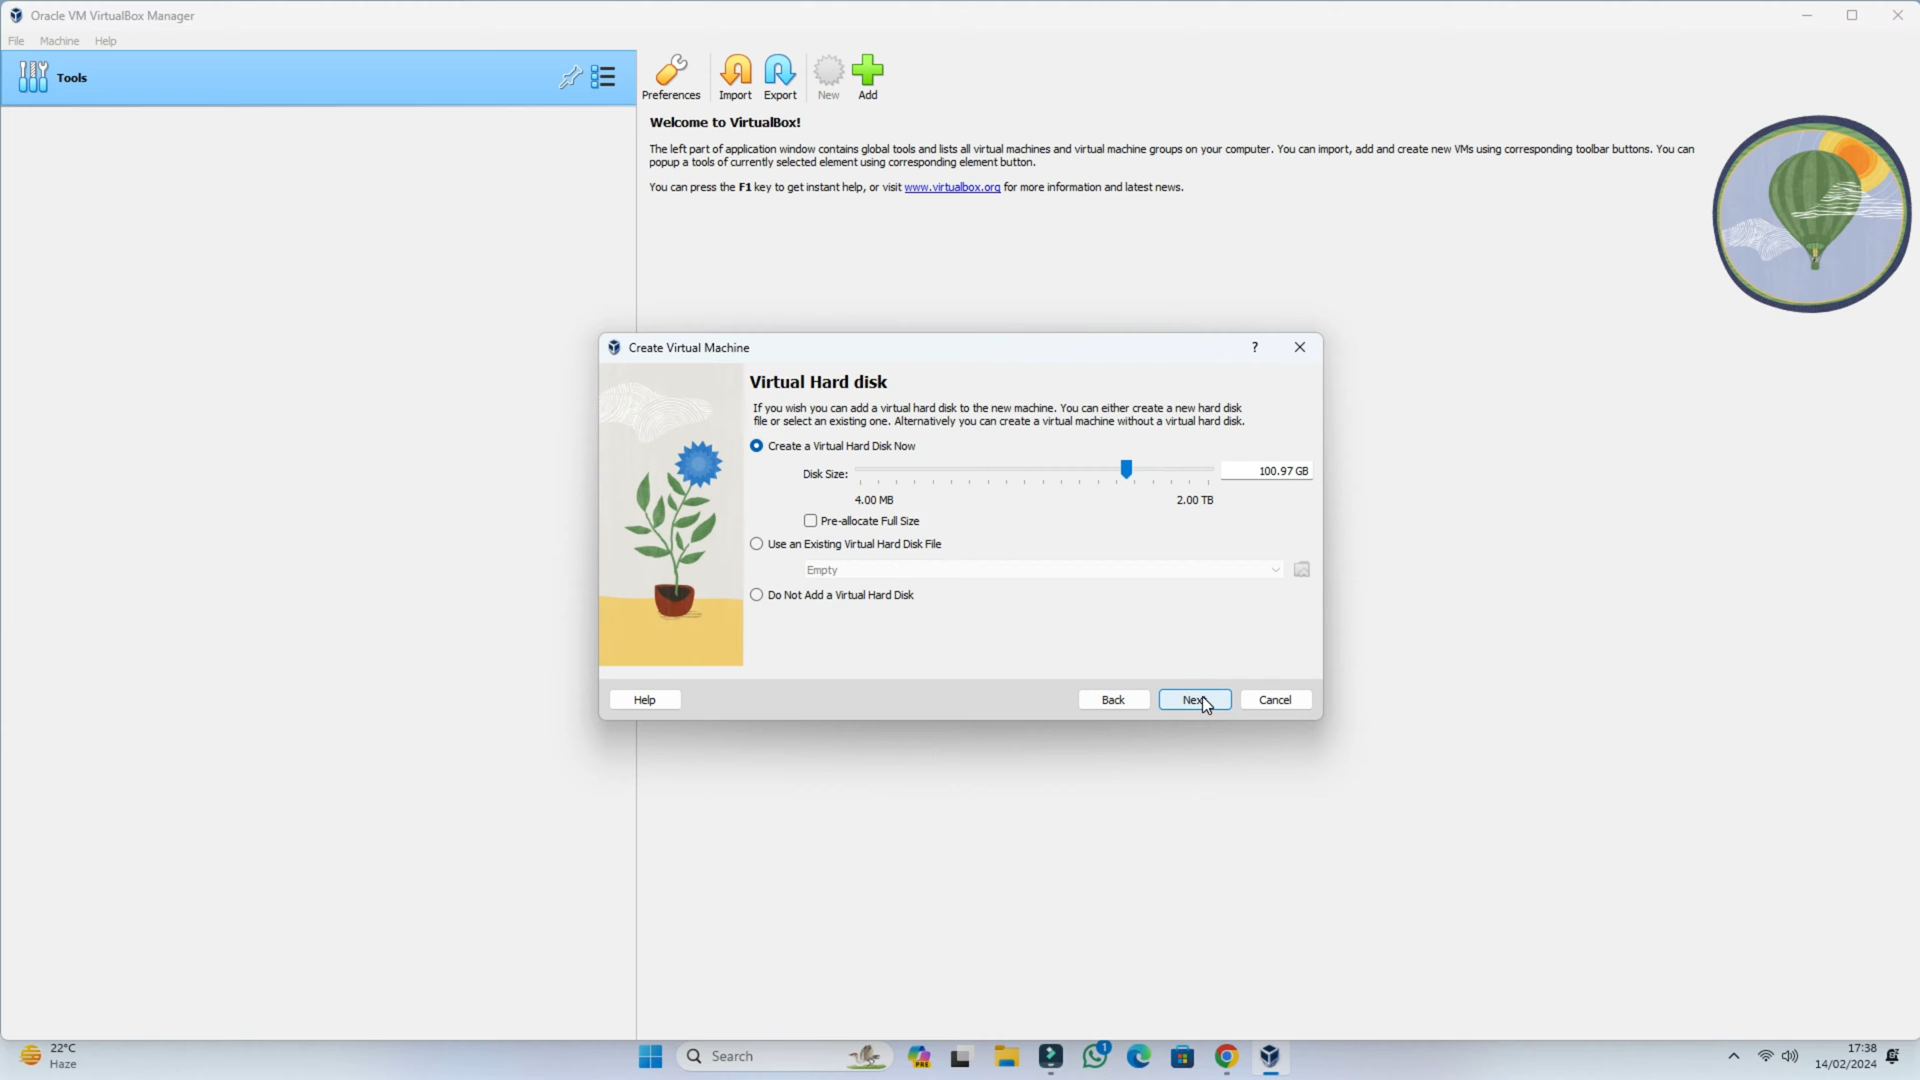 Oracle VM VirtualBox Manager
File Machine Help
Tools
Preferences Import Export New Add
Welcome to VirtualBox!
The left part of application window contains global tools and lists all virtual machines and virtual machine groups on your computer. You can import, add and create new VMs using corresponding toolbar buttons. You can
popup a tools of currently selected element using corresponding element button.
You can press the F1 key to get instant help, or visit www.virtualbox.org for more information and latest news.
Create Virtual Machine ?
Virtual Hard disk
If you wish you can add a virtual hard disk to the new machine. You can either create a new hard disk
file or select an existing one. Alternatively you can create a virtual machine without a virtual hard disk.
Create a Virtual Hard Disk Now
Disk Size: 100.97 GB
4.00 MB 2.00 TB
Pre-allocate Full Size
Use an Existing Virtual Hard Disk File
Empty
Do Not Add a Virtual Hard Disk
Help Back Next Cancel
22°C
Haze
Search
PRE
1
17:38
14/02/2024